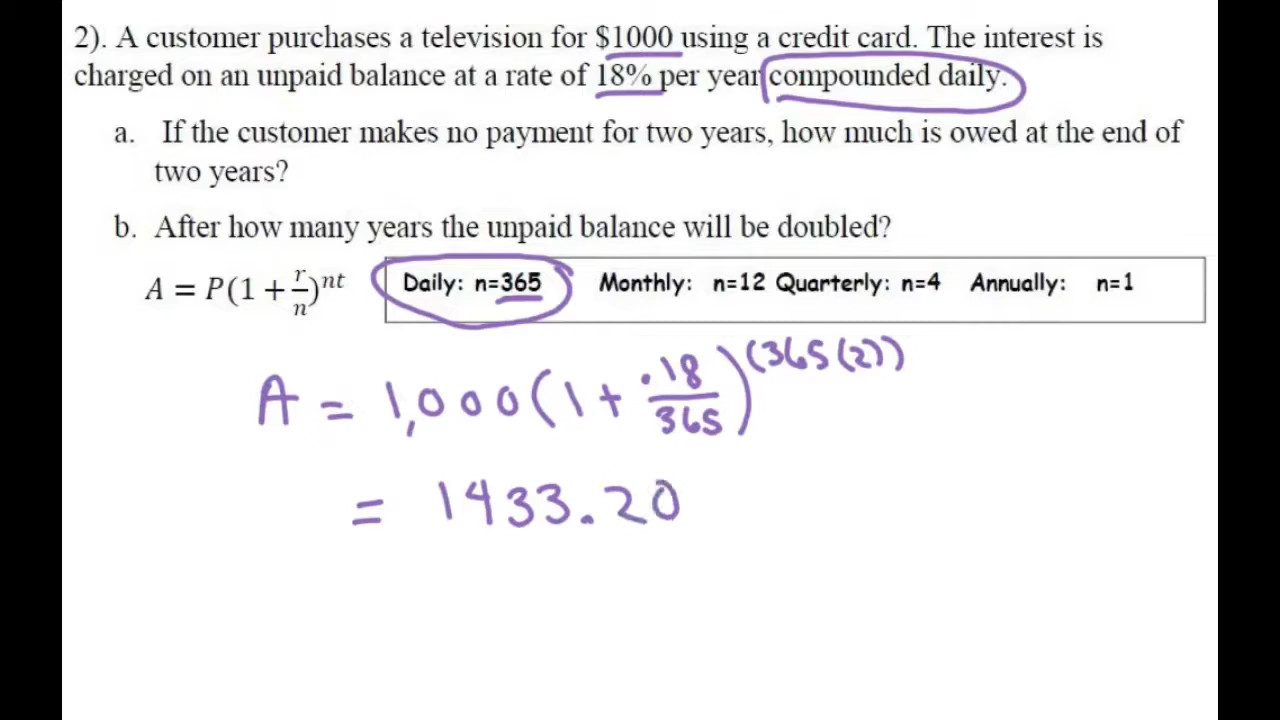 2). A customer purchases a television for $1000 using a credit card. The interest is
charged on an unpaid balance at a rate of 18% per year compounded daily.
a. If the customer makes no payment for two years, how much is owed at the end of
two years?
b. After how many years the unpaid balance will be doubled?
A = P(1 + r/n)^nt Daily: n=365 Monthly: n=12 Quarterly: n=4 Annually: n=1
A = 1,000(1 + .18/365)^(365(2))
= 1433.20